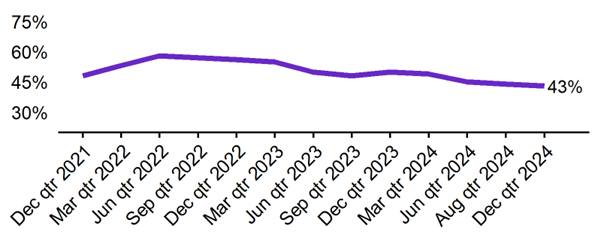 75%
60%
45%
30%
43%
Dec qtr 2021
Mar qtr 2022
Jun qtr 2022
Sep qtr 2022
Dec qtr 2022
Mar qtr 2023
Jun qtr 2023
Sep qtr 2023
Dec qtr 2023
Mar qtr 2024
Jun qtr 2024
Aug qtr 2024
Dec qtr 2024